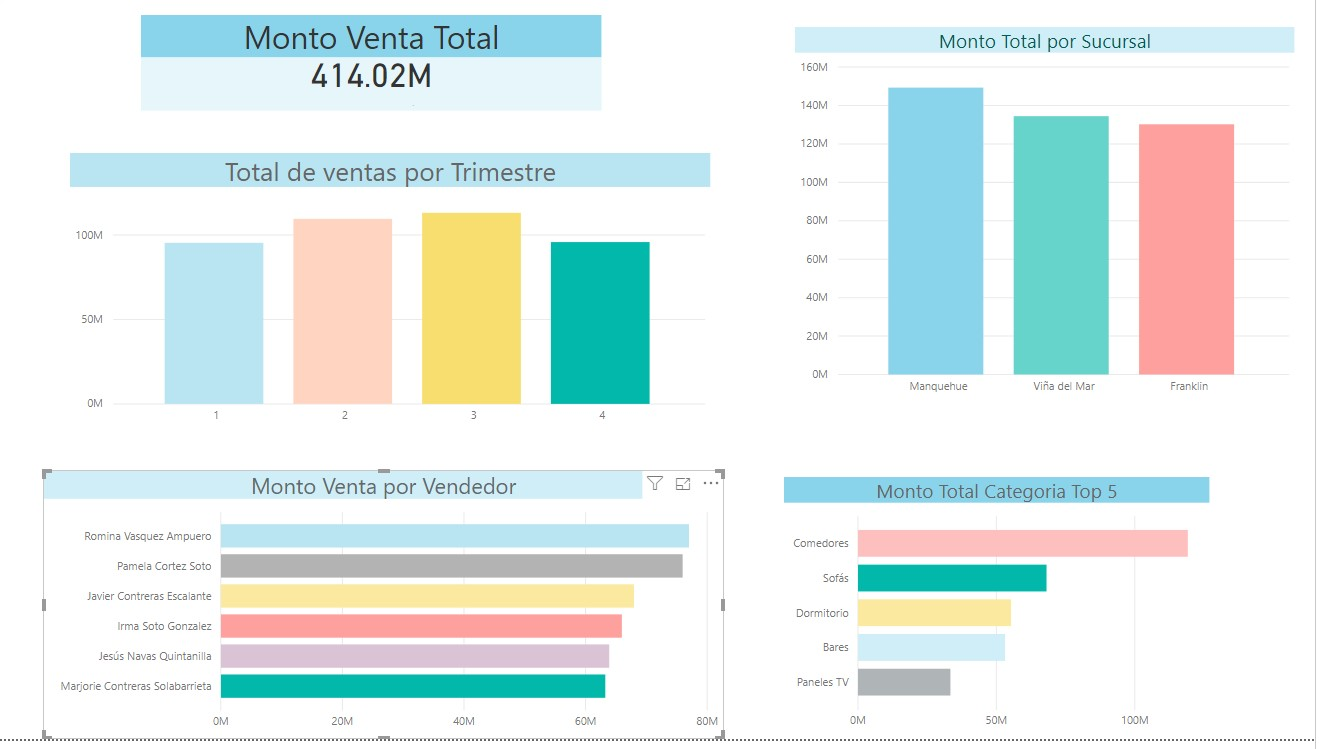 Monto Venta Total
414.02M
Total de ventas por Trimestre
100M
50M
0M
1 2 3 4
Monto Total por Sucursal
160M
140M
120M
100M
80M
60M
40M
20M
0M
Manquehue Viña del Mar Franklin
Monto Venta por Vendedor
Romina Vasquez Ampuero
Pamela Cortez Soto
Javier Contreras Escalante
Irma Soto Gonzalez
Jesús Navas Quintanilla
Marjorie Contreras Solabarrieta
0M 20M 40M 60M 80M
Monto Total Categoria Top 5
Comedores
Sofás
Dormitorio
Bares
Paneles TV
0M 50M 100M